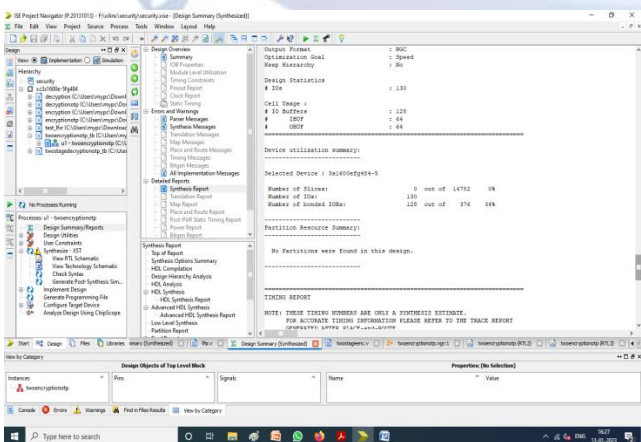 ISE Project Navigator (P.20131013) - F:\xilinx\security\security.xise - [Design Summary (Synthesized)]
File Edit View Project Source Process Tools Window Layout Help
Design
View: Implementation Simulation
Hierarchy
security
xc3s1600e-5fg484
decryption (C:\Users\mypc\Down
decryptionotp (C:\Users\mypc\Dowr
encryption (C:\Users\mypc\Down
encryptionotp (C:\Users\mypc\Dowr
test_lfsr (C:\Users\mypc\Downloac
twoencryptionotp_tb (C:\Users\my
u1 - twoencryptionotp (C:\U
twostagedecryptionotp_tb (C:\User
No Processes Running
Processes: u1 - twoencryptionotp
Design Summary/Reports
Design Utilities
User Constraints
Synthesize - XST
View RTL Schematic
View Technology Schematic
Check Syntax
Generate Post-Synthesis Sim...
Implement Design
Generate Programming File
Configure Target Device
Analyze Design Using ChipScope
Design Overview
Summary
IOB Properties
Module Level Utilization
Timing Constraints
Pinout Report
Clock Report
Static Timing
Errors and Warnings
Parser Messages
Synthesis Messages
Translation Messages
Map Messages
Place and Route Messages
Timing Messages
Bitgen Messages
All Implementation Messages
Detailed Reports
Synthesis Report
Translation Report
Map Report
Place and Route Report
Post-PAR Static Timing Report
Power Report
Bitgen Report
Synthesis Report
Top of Report
Synthesis Options Summary
HDL Compilation
Design Hierarchy Analysis
HDL Analysis
HDL Synthesis
HDL Synthesis Report
Advanced HDL Synthesis
Advanced HDL Synthesis Report
Low Level Synthesis
Partition Report
Output Format : NGC
Optimization Goal : Speed
Keep Hierarchy : No
Design Statistics
# IOs : 130
Cell Usage :
# IO Buffers : 128
# IBUF : 64
# OBUF : 64
Device utilization summary:
Selected Device : 3s1600efg484-5
Number of Slices: 0 out of 14752 0%
Number of IOs: 130
Number of bonded IOBs: 128 out of 376 34%
Partition Resource Summary:
No Partitions were found in this design.
TIMING REPORT
NOTE: THESE TIMING NUMBERS ARE ONLY A SYNTHESIS ESTIMATE.
FOR ACCURATE TIMING INFORMATION PLEASE REFER TO THE TRACE REPORT
GENERATED AFTER PLACE-and-ROUTE.
Start Design Files Libraries
Design Summary (Synthesized)
View by Category
Design Objects of Top Level Block
Properties: (No Selection)
Instances Pins Signals Name Value
twoencryptionotp
Console Errors Warnings Find in Files Results View by Category
Type here to search
ENG
16:27
13-01-2023